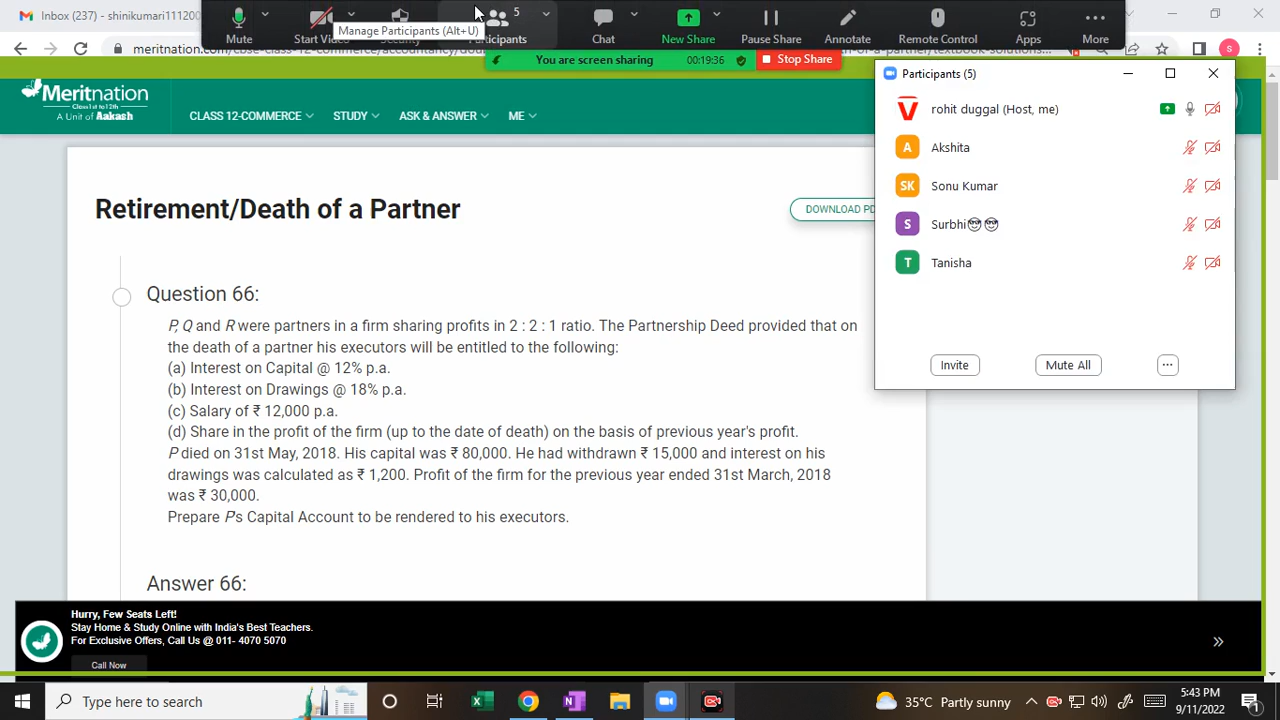 Inbox (237) - shinikumari111200
5
Mute
Start Video
Security
Participants
Chat
New Share
Pause Share
Annotate
Remote Control
Apps
More
Manage Participants (Alt+U)
You are screen sharing
00:19:36
Stop Share
S
Meritnation
Class 1st to 12th
A Unit of Aakash
CLASS 12-COMMERCE
STUDY
ASK & ANSWER
ME
Participants (5)
rohit duggal (Host, me)
A
Akshita
SK
Sonu Kumar
S
Surbhi😎😎
T
Tanisha
Invite
Mute All
...
Retirement/Death of a Partner
DOWNLOAD PD
Question 66:
P, Q and R were partners in a firm sharing profits in 2 : 2 : 1 ratio. The Partnership Deed provided that on
the death of a partner his executors will be entitled to the following:
(a) Interest on Capital @ 12% p.a.
(b) Interest on Drawings @ 18% p.a.
(c) Salary of ₹ 12,000 p.a.
(d) Share in the profit of the firm (up to the date of death) on the basis of previous year's profit.
P died on 31st May, 2018. His capital was ₹ 80,000. He had withdrawn ₹ 15,000 and interest on his
drawings was calculated as ₹ 1,200. Profit of the firm for the previous year ended 31st March, 2018
was ₹ 30,000.
Prepare P's Capital Account to be rendered to his executors.
Answer 66:
Hurry, Few Seats Left!
Stay Home & Study Online with India's Best Teachers.
For Exclusive Offers, Call Us @ 011- 4070 5070
Call Now
Type here to search
35°C Partly sunny
5:43 PM
9/11/2022
1